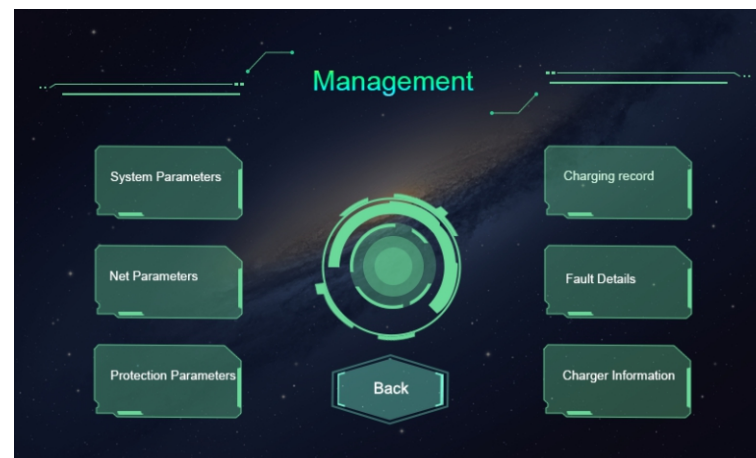 Management
System Parameters
Charging record
Net Parameters
Fault Details
Protection Parameters
Back
Charger Information